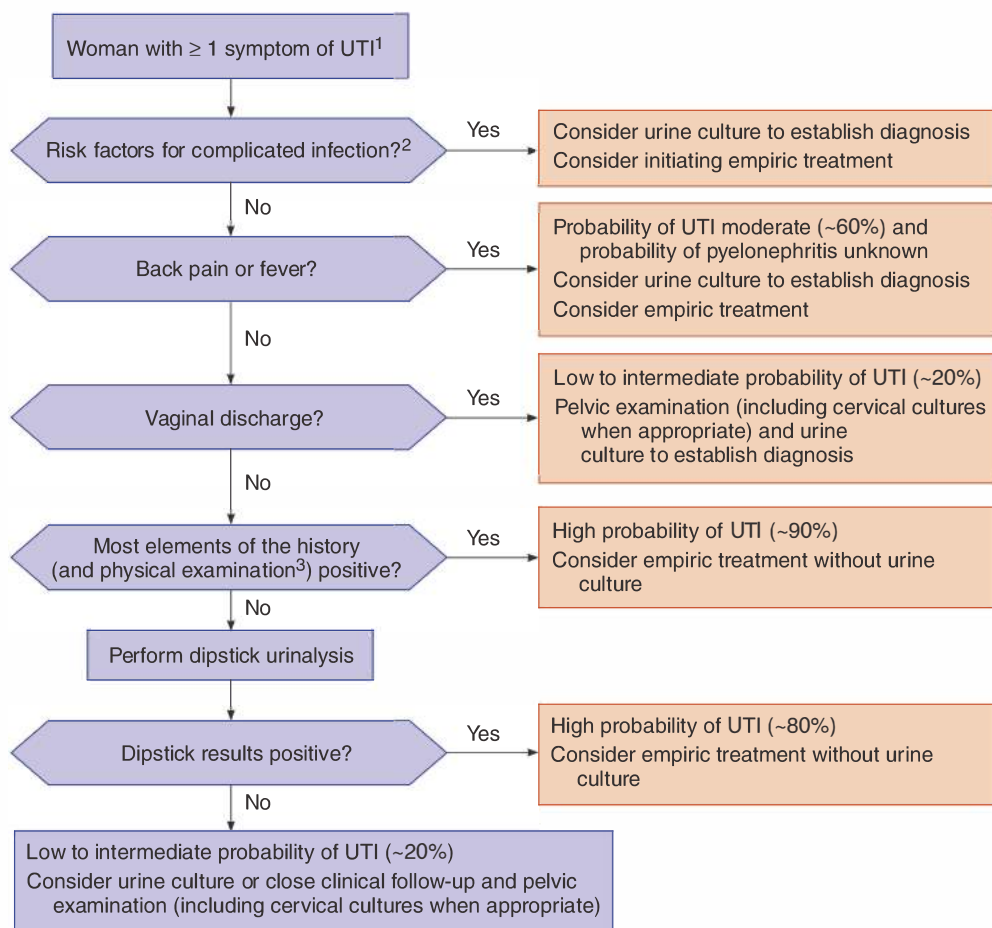 Woman with ≥ 1 symptom of UTI¹
Risk factors for complicated infection?²
Yes
Consider urine culture to establish diagnosis
Consider initiating empiric treatment
No
Back pain or fever?
Yes
Probability of UTI moderate (~60%) and
probability of pyelonephritis unknown
Consider urine culture to establish diagnosis
Consider empiric treatment
No
Vaginal discharge?
Yes
Low to intermediate probability of UTI (~20%)
Pelvic examination (including cervical cultures
when appropriate) and urine
culture to establish diagnosis
No
Most elements of the history
(and physical examination³) positive?
Yes
High probability of UTI (~90%)
Consider empiric treatment without urine
culture
No
Perform dipstick urinalysis
Dipstick results positive?
Yes
High probability of UTI (~80%)
Consider empiric treatment without urine
culture
No
Low to intermediate probability of UTI (~20%)
Consider urine culture or close clinical follow-up and pelvic
examination (including cervical cultures when appropriate)